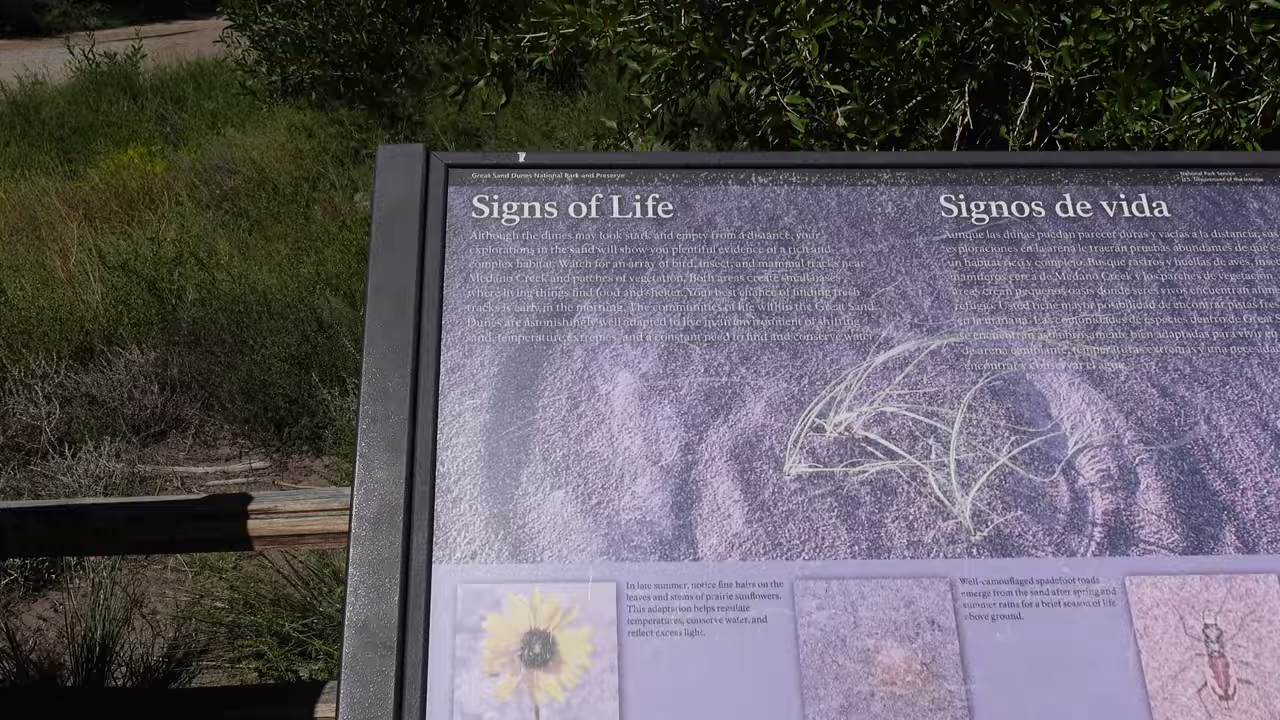 Great Sand Dunes National Park and Preserve
National Park Service
U.S. Department of the Interior
Signs of Life
Although the dunes may look stark and empty from a distance, your
explorations in the sand will show you plentiful evidence of a rich and
complex habitat. Watch for an array of bird, insect, and mammal tracks near
Medano Creek and patches of vegetation. Both areas create small oases
where living things find food and shelter. Your best chance of finding fresh
tracks is early in the morning. The communities of life within the Great Sand
Dunes are astonishingly well adapted to live in an environment of shifting
sand, temperature extremes, and a constant need to find and conserve water.
Signos de vida
Aunque las dunas puedan parecer duras y vacías a la distancia, sus
exploraciones en la arena le traerán pruebas abundantes de que
un hábitat rico y complejo. Busque rastros y huellas de aves,
mamíferos cerca de Medano Creek y los parches de vegetación.
áreas crean pequeños oasis donde seres vivos encuentran
refugio. Usted tiene mayor posibilidad de encontrar pistas
en la mañana. Las comunidades de especies dentro de Great
se encuentran asombrosamente bien adaptadas para vivir
de arena cambiante, temperaturas extremas y una necesidad
encontrar y conservar el agua.
In late summer, notice fine hairs on the
leaves and stems of prairie sunflowers.
This adaptation helps regulate
temperatures, conserve water, and
reflect excess light.
Well-camouflaged spadefoot toads
emerge from the sand after spring and
summer rains for a brief season of life
above ground.